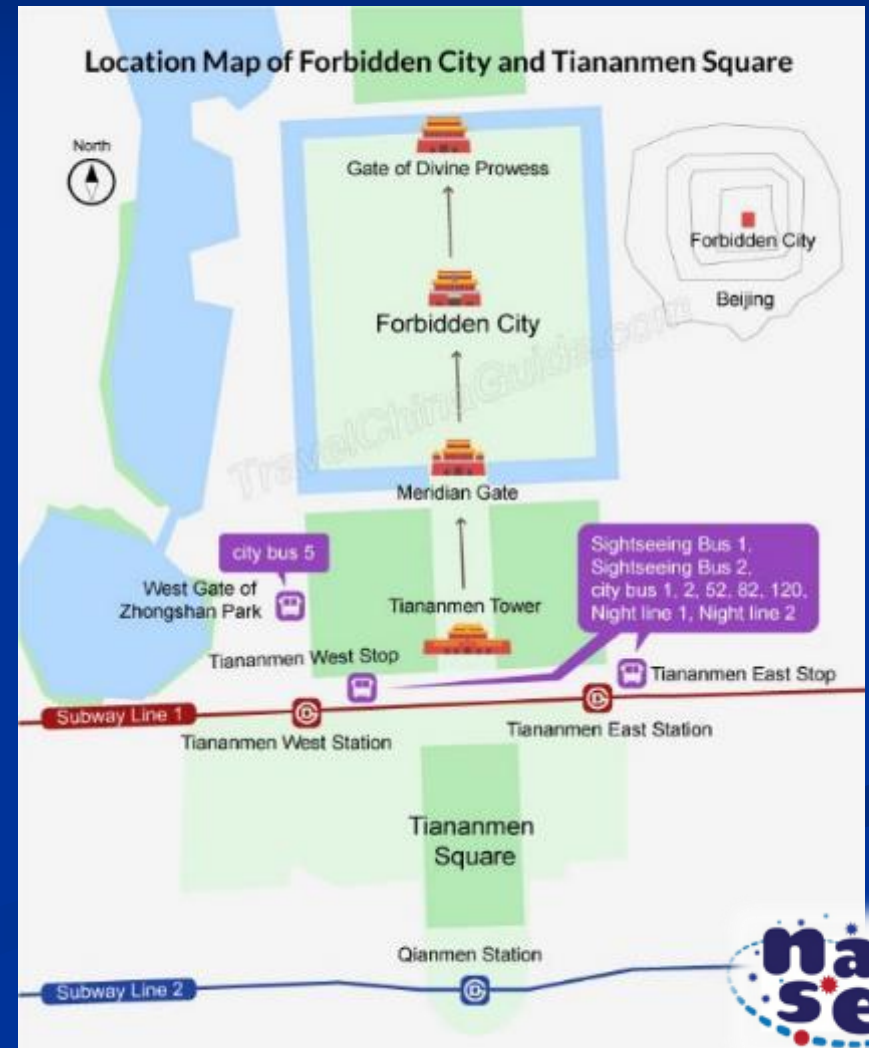 Location Map of Forbidden City and Tiananmen Square
North
Gate of Divine Prowess
Forbidden City
Beijing
Forbidden City
TravelChinaGuide.com
Meridian Gate
city bus 5
West Gate of
Zhongshan Park
Sightseeing Bus 1,
Sightseeing Bus 2,
city bus 1, 2, 52, 82, 120,
Night line 1, Night line 2
Tiananmen Tower
Tiananmen West Stop
Tiananmen East Stop
Subway Line 1
Tiananmen West Station
Tiananmen East Station
Tiananmen
Square
Qianmen Station
Subway Line 2
na
se